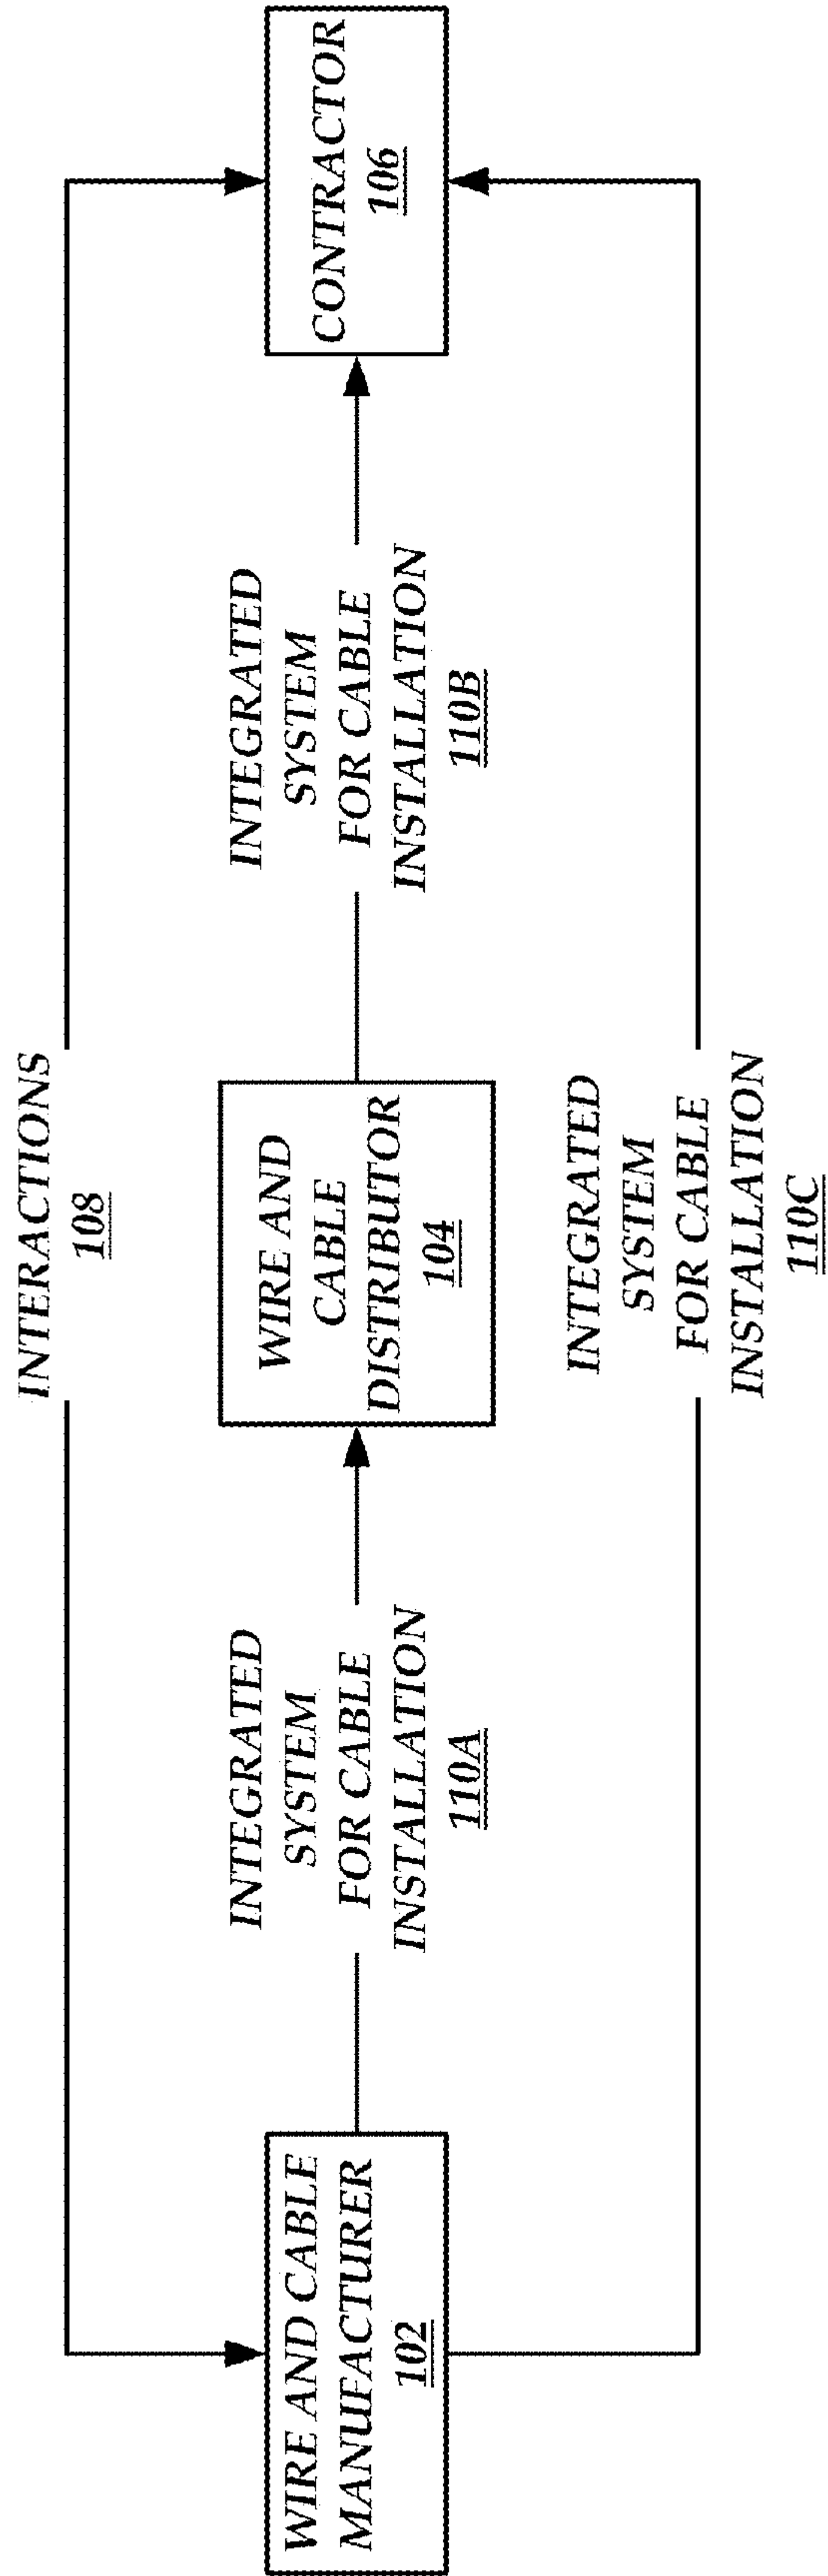 INTERACTIONS
108
WIRE AND CABLE
MANUFACTURER
102
INTEGRATED
SYSTEM
FOR CABLE
INSTALLATION
110A
WIRE AND
CABLE
DISTRIBUTOR
104
INTEGRATED
SYSTEM
FOR CABLE
INSTALLATION
110B
CONTRACTOR
106
INTEGRATED
SYSTEM
FOR CABLE
INSTALLATION
110C